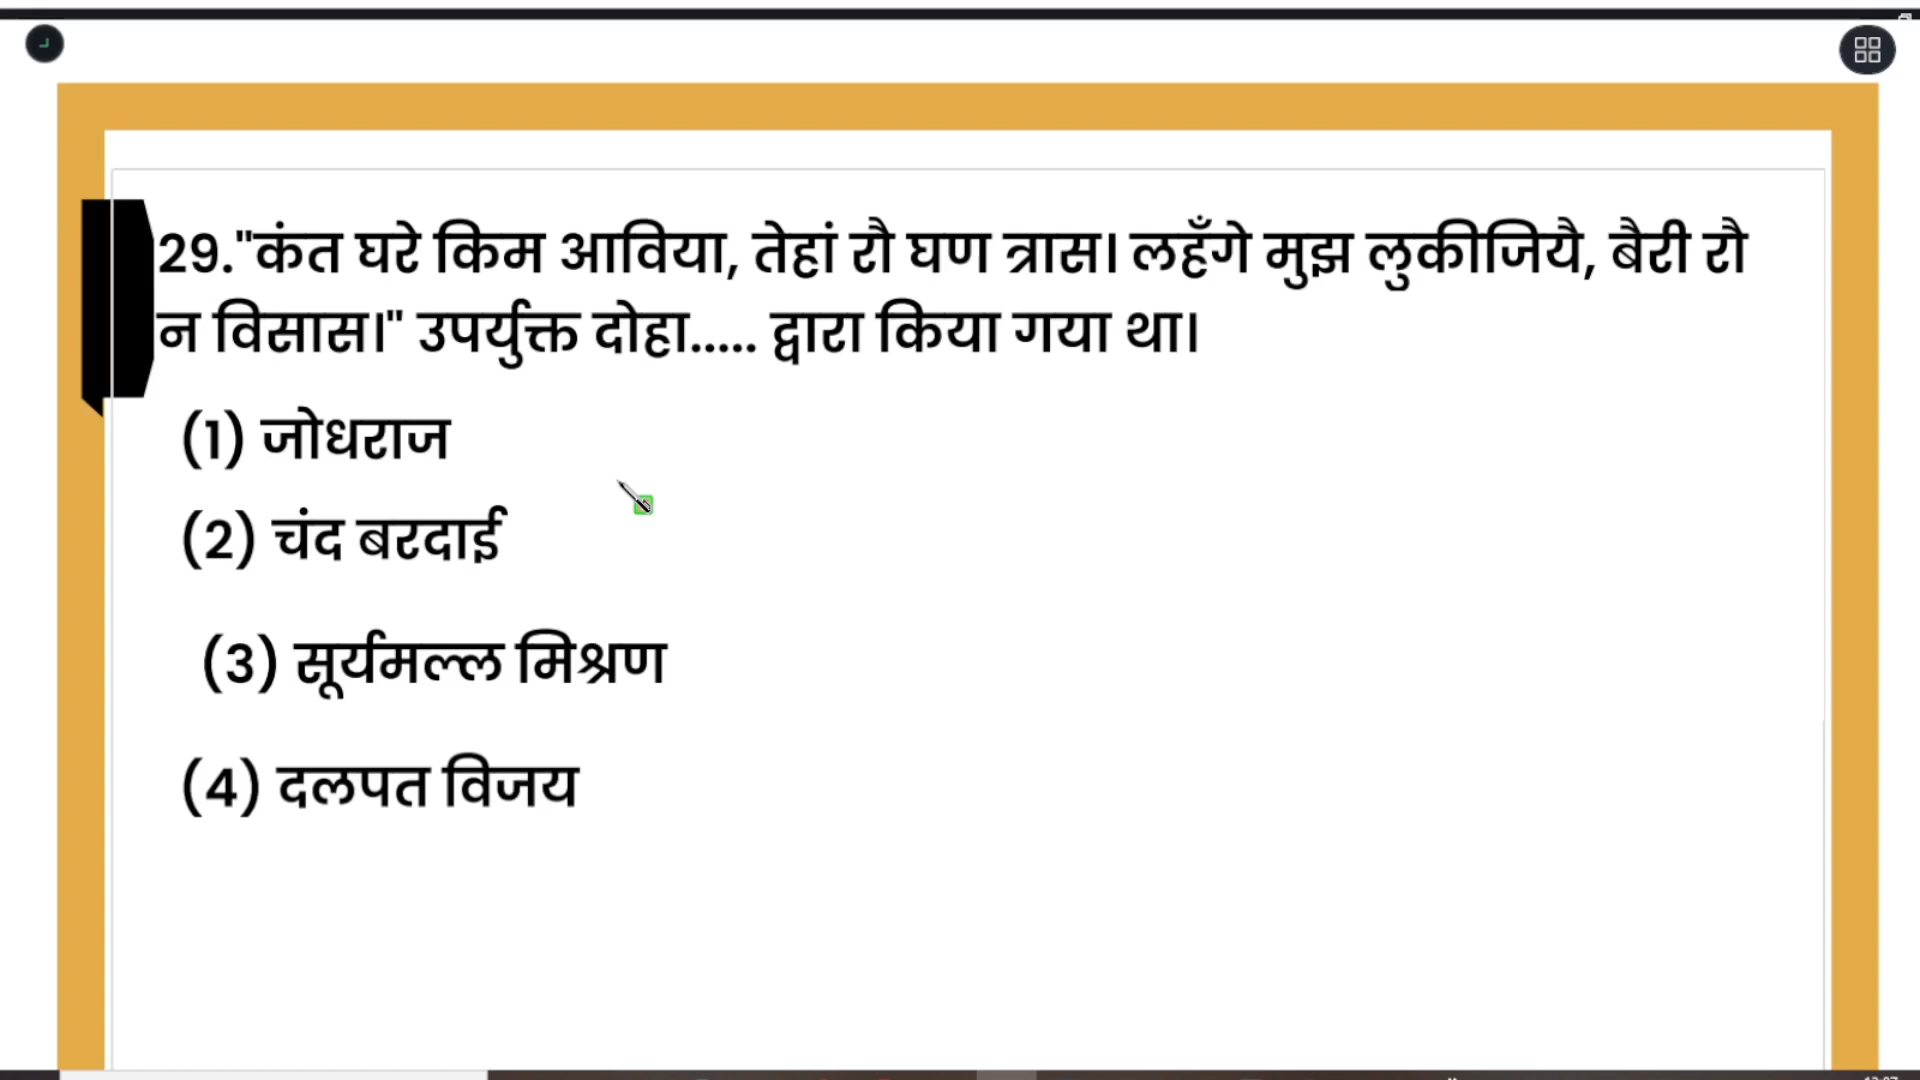 29."कंत घरे किम आविया, तेहां रौ घण त्रास। लहँगे मुझ लुकीजियै, बैरी रौ
न विसास।" उपर्युक्त दोहा..... द्वारा किया गया था।
(1) जोधराज
(2) चंद बरदाई
(3) सूर्यमल्ल मिश्रण
(4) दलपत विजय